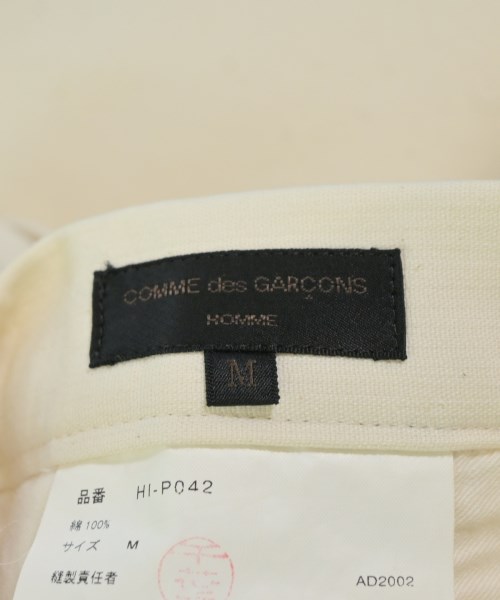 COMME des GARÇONS
HOMME
M
品番 HI-P042
綿 100%
サイズ M
縫製責任者 AD2002